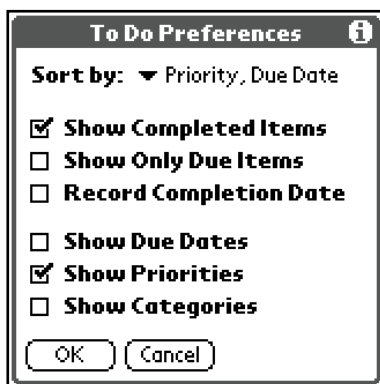 To Do Preferences i
Sort by: Priority, Due Date
Show Completed Items
Show Only Due Items
Record Completion Date
Show Due Dates
Show Priorities
Show Categories
OK Cancel